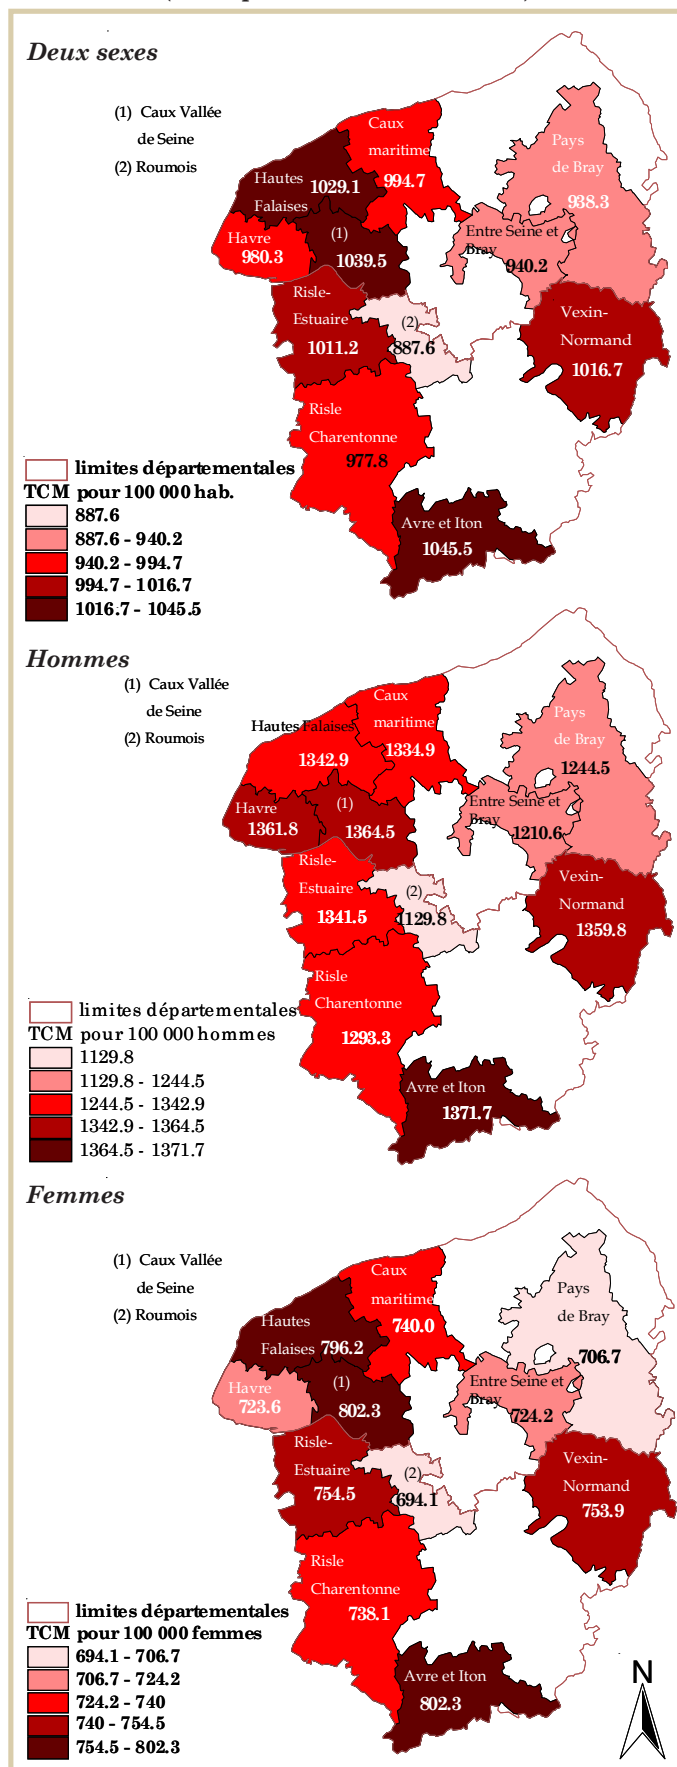 Deux sexes
(1) Caux Vallée
de Seine
(2) Roumois
Caux
maritime
994.7
Pays
de Bray
938.3
Hautes
Falaises
1029.1
(1)
1039.5
Havre
980.3
Entre Seine et
Bray
940.2
Risle-
Estuaire
1011.2
(2)
887.6
Vexin-
Normand
1016.7
Risle
Charentonne
977.8
Avre et Iton
1045.5
limites départementales
TCM pour 100 000 hab.
887.6
887.6 - 940.2
940.2 - 994.7
994.7 - 1016.7
1016.7 - 1045.5
Hommes
(1) Caux Vallée
de Seine
(2) Roumois
Caux
maritime
1334.9
Pays
de Bray
1244.5
Hautes Falaises
1342.9
Havre
1361.8
(1)
1364.5
Entre Seine et
Bray
1210.6
Risle-
Estuaire
1341.5
(2)
1129.8
Vexin-
Normand
1359.8
Risle
Charentonne
1293.3
Avre et Iton
1371.7
limites départementales
TCM pour 100 000 hommes
1129.8
1129.8 - 1244.5
1244.5 - 1342.9
1342.9 - 1364.5
1364.5 - 1371.7
Femmes
(1) Caux Vallée
de Seine
(2) Roumois
Caux
maritime
740.0
Pays
de Bray
706.7
Hautes
Falaises 796.2
(1)
802.3
Havre
723.6
Entre Seine et
Bray
724.2
Risle-
Estuaire
754.5
(2)
694.1
Vexin-
Normand
753.9
Risle
Charentonne
738.1
Avre et Iton
802.3
limites départementales
TCM pour 100 000 femmes
694.1 - 706.7
706.7 - 724.2
724.2 - 740
740 - 754.5
754.5 - 802.3
N